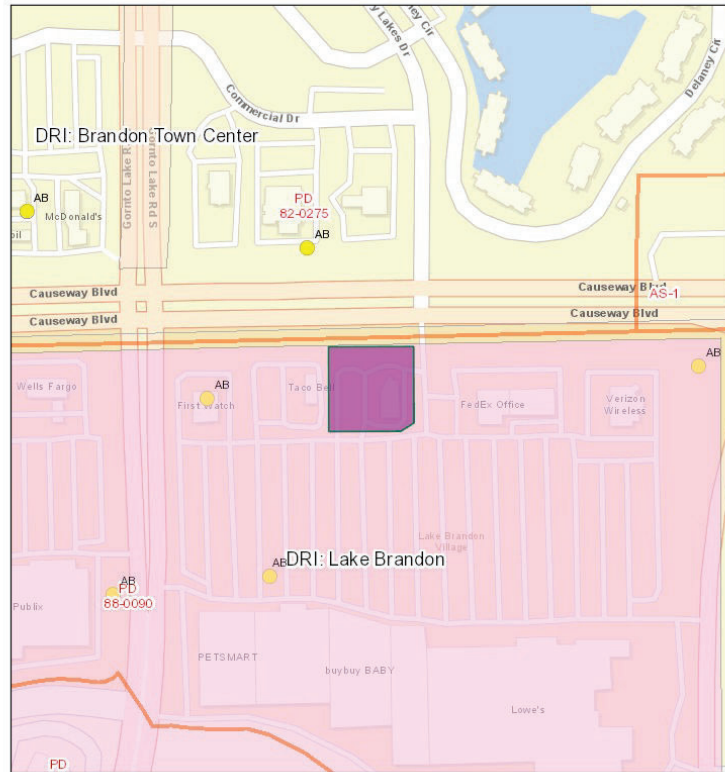 y Lakes Dr
Delaney Cir
Delaney Cir
Commercial Dr
DRI: Brandon Town Center
Gornto Lake R
Gornto Lake Rd S
AB
McDonald's
oil
PD
82-0275
AB
Causeway Blvd
Causeway Blvd
AS-1
Causeway Blvd
Causeway Blvd
AB
Wells Fargo
AB
First Watch
Taco Bell
FedEx Office
Verizon
Wireless
Lake Brandon
Village
AB
DRI: Lake Brandon
AB
PD
88-0090
Publix
PETSMART
buybuy BABY
Lowe's
PD